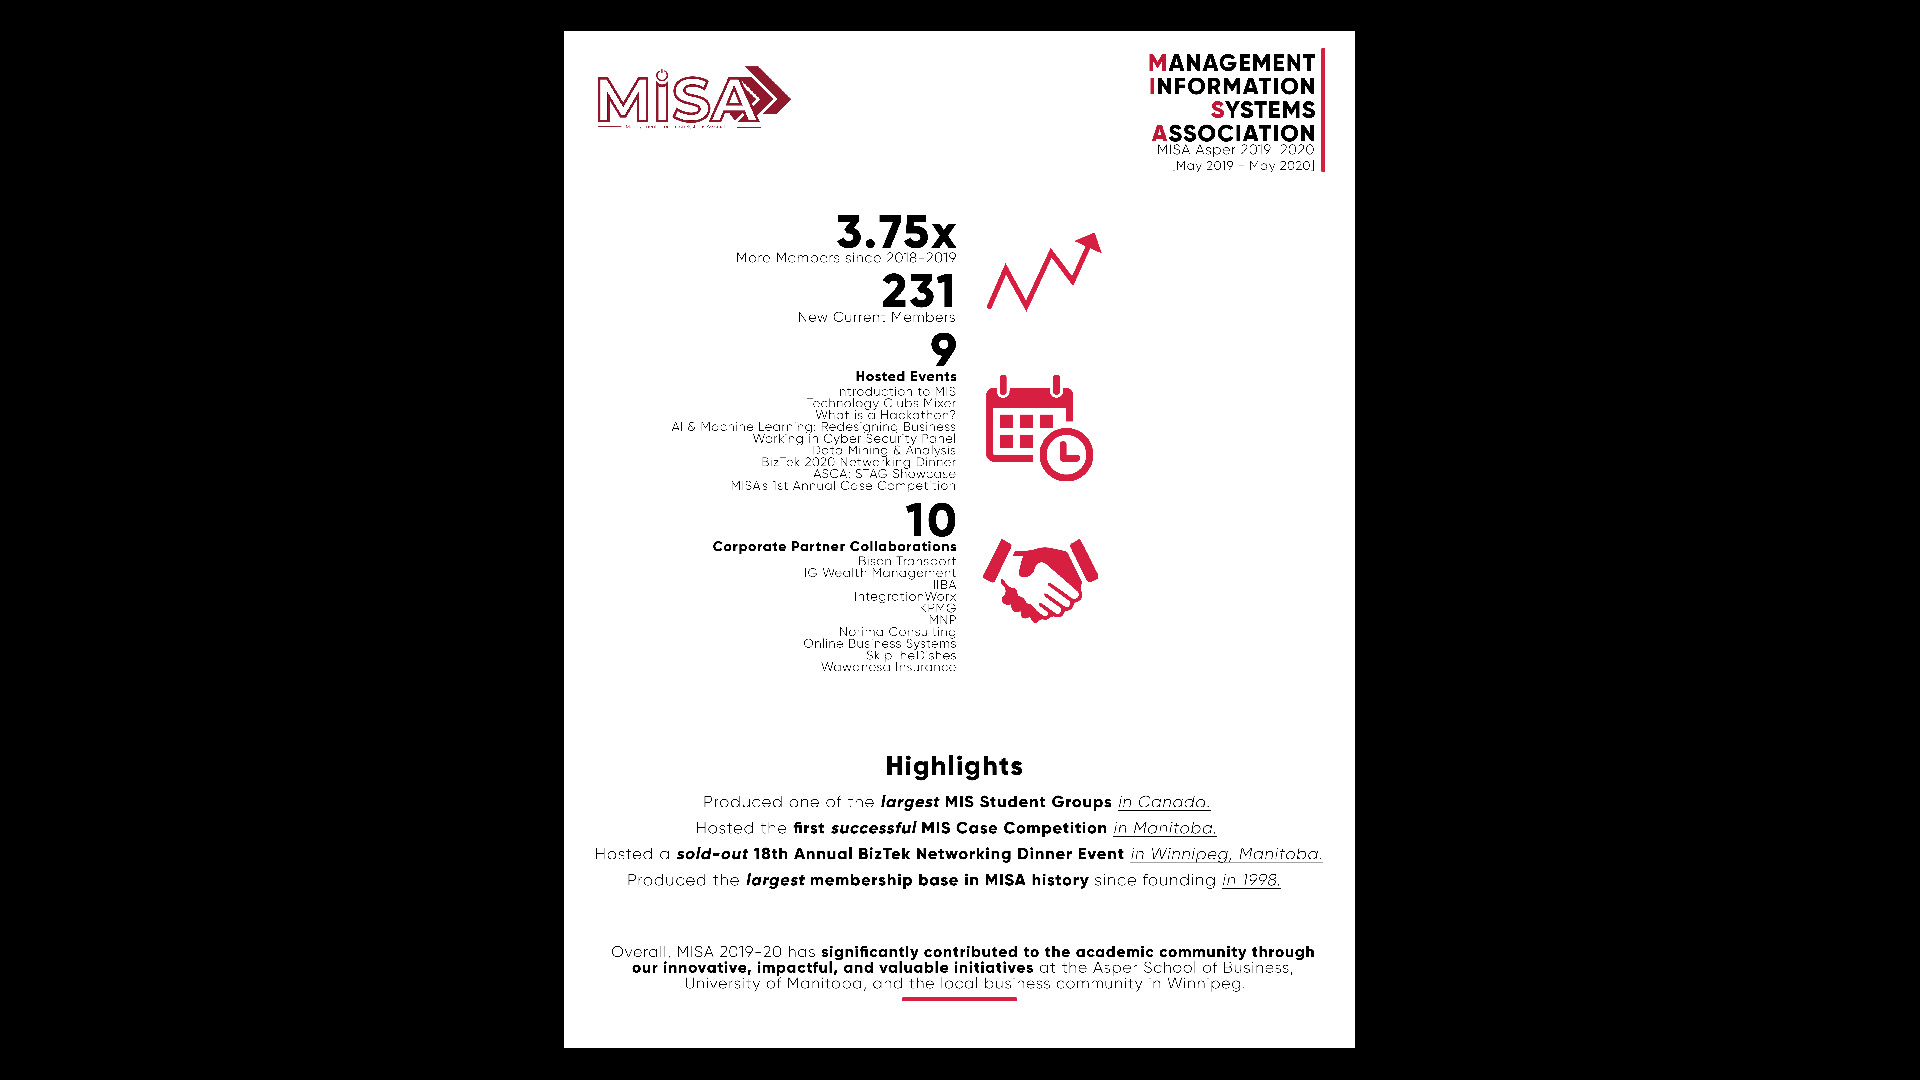 MiSA
MANAGEMENT
INFORMATION
SYSTEMS
ASSOCIATION
MISA Asper 2019-2020
[May 2019 - May 2020]
3.75x
More Members since 2018-2019
231
New Current Members
9
Hosted Events
Introduction to MIS
Technology Clubs Mixer
What is a Hackathon?
AI & Machine Learning: Redesigning Business
Working in Cyber Security Panel
Data Mining & Analysis
BizTek 2020 Networking Dinner
ASCA: STAG Showcase
MISAs 1st Annual Case Competition
10
Corporate Partner Collaborations
Bison Transport
IG Wealth Management
IIBA
IntegrationWorx
KPMG
MNP
Norima Consulting
Online Business Systems
SkipTheDishes
Wawanesa Insurance
Highlights
Produced one of the largest MIS Student Groups in Canada.
Hosted the first successful MIS Case Competition in Manitoba.
Hosted a sold-out 18th Annual BizTek Networking Dinner Event in Winnipeg, Manitoba.
Produced the largest membership base in MISA history since founding in 1998.
Overall, MISA 2019-20 has significantly contributed to the academic community through
our innovative, impactful, and valuable initiatives at the Asper School of Business,
University of Manitoba, and the local business community in Winnipeg.